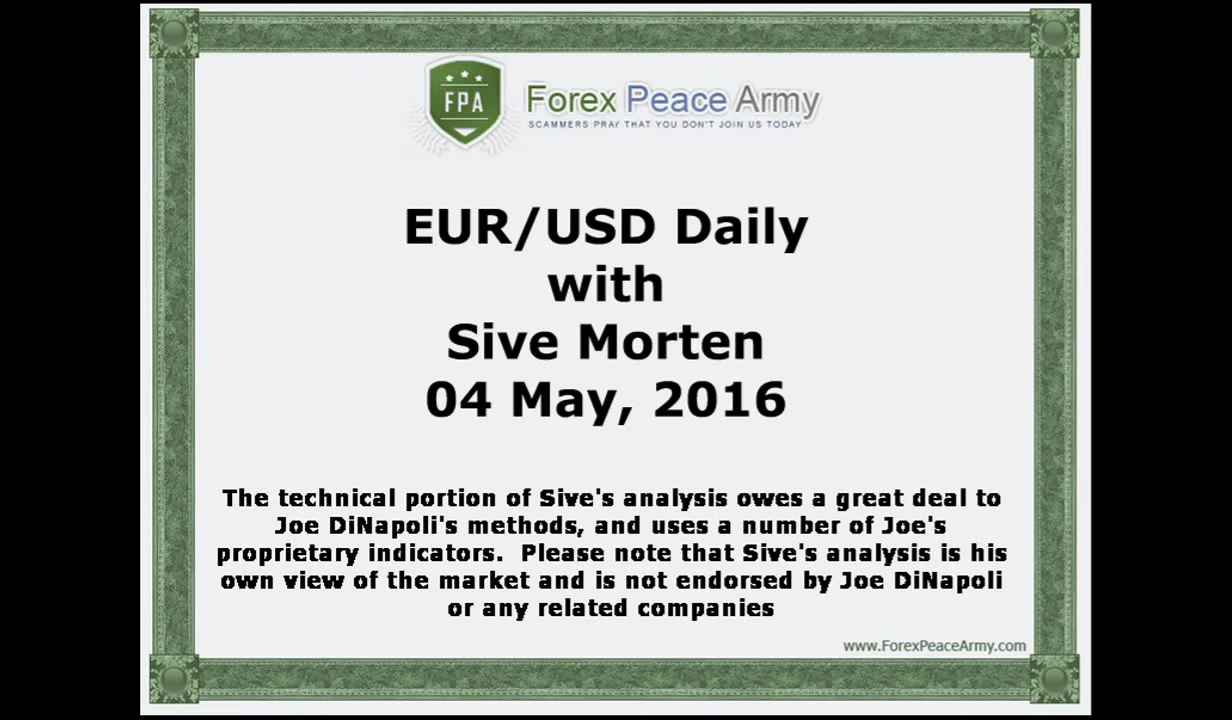 FPA
Forex Peace Army
SCAMMERS PRAY THAT YOU DON'T JOIN US TODAY
EUR/USD Daily
with
Sive Morten
04 May, 2016
The technical portion of Sive's analysis owes a great deal to
Joe DiNapoli's methods, and uses a number of Joe's
proprietary indicators.  Please note that Sive's analysis is his
own view of the market and is not endorsed by Joe DiNapoli
or any related companies
www.ForexPeaceArmy.com